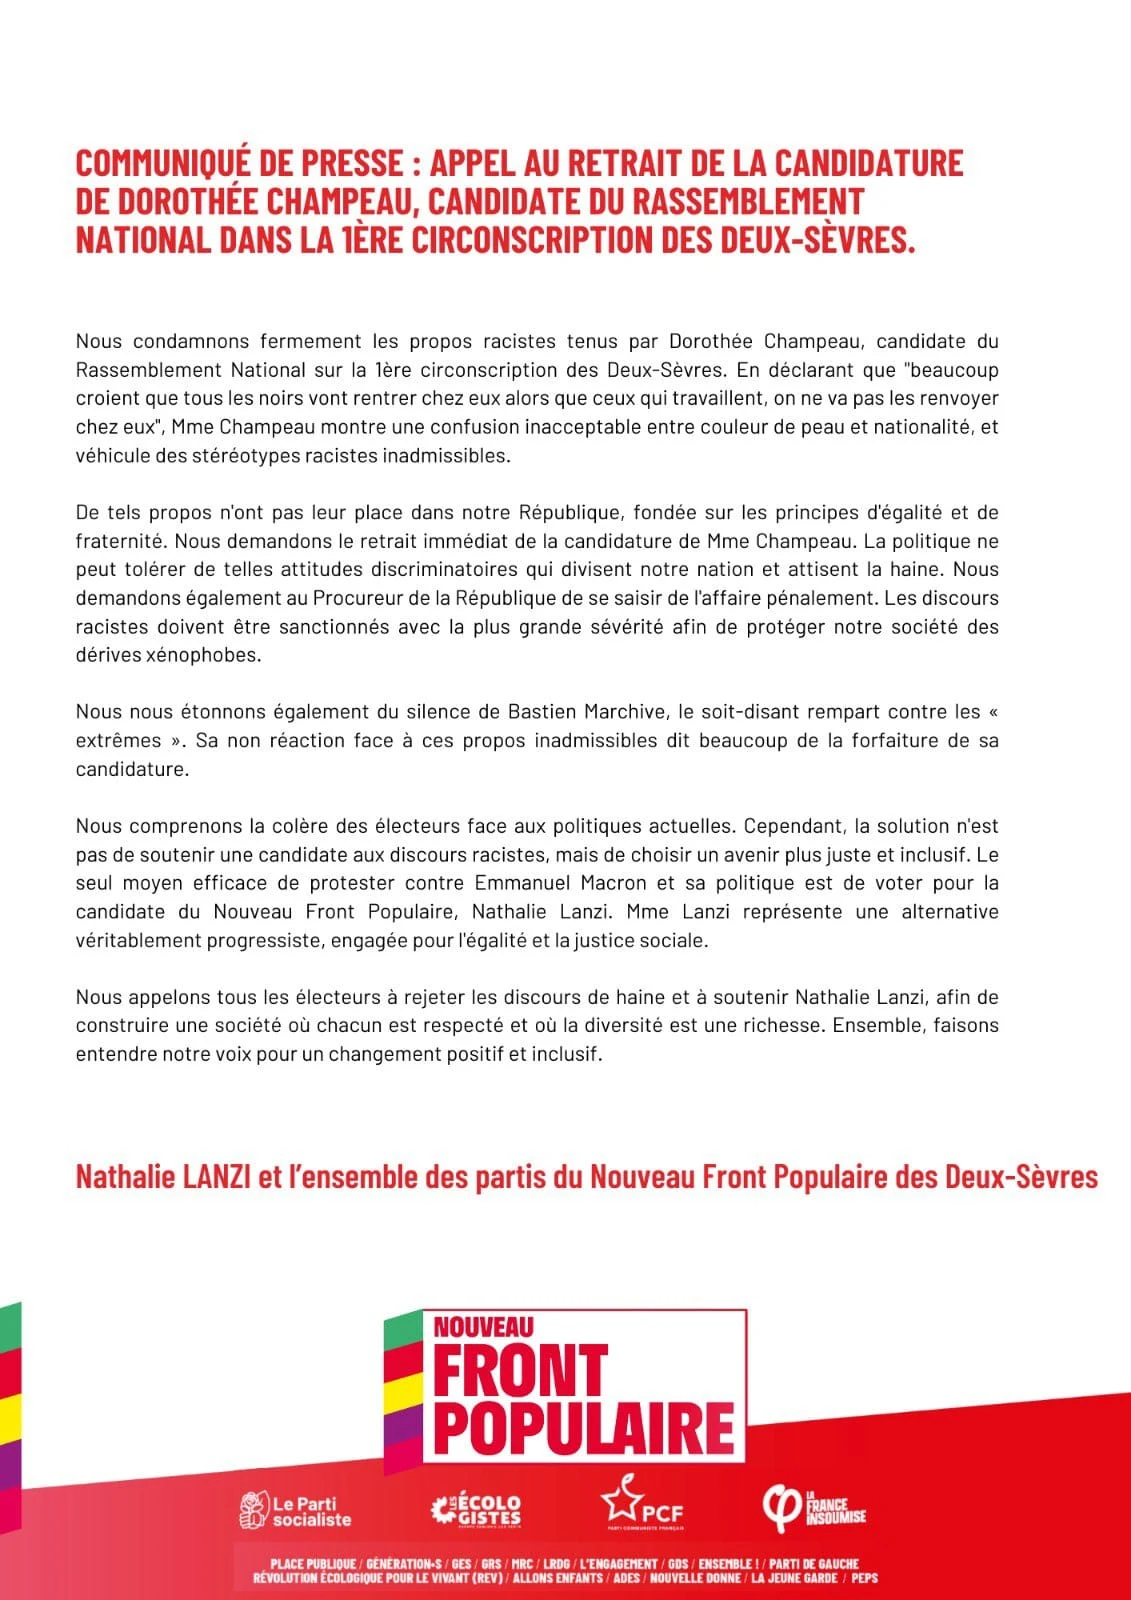 COMMUNIQUÉ DE PRESSE : APPEL AU RETRAIT DE LA CANDIDATURE
DE DOROTHÉE CHAMPEAU, CANDIDATE DU RASSEMBLEMENT
NATIONAL DANS LA 1ÈRE CIRCONSCRIPTION DES DEUX-SÈVRES.
Nous condamnons fermement les propos racistes tenus par Dorothée Champeau, candidate du
Rassemblement National sur la 1ère circonscription des Deux-Sèvres. En déclarant que "beaucoup
croient que tous les noirs vont rentrer chez eux alors que ceux qui travaillent, on ne va pas les renvoyer
chez eux", Mme Champeau montre une confusion inacceptable entre couleur de peau et nationalité, et
véhicule des stéréotypes racistes inadmissibles.
De tels propos n'ont pas leur place dans notre République, fondée sur les principes d'égalité et de
fraternité. Nous demandons le retrait immédiat de la candidature de Mme Champeau. La politique ne
peut tolérer de telles attitudes discriminatoires qui divisent notre nation et attisent la haine. Nous
demandons également au Procureur de la République de se saisir de l'affaire pénalement. Les discours
racistes doivent être sanctionnés avec la plus grande sévérité afin de protéger notre société des
dérives xénophobes.
Nous nous étonnons également du silence de Bastien Marchive, le soit-disant rempart contre les «
extrêmes ». Sa non réaction face à ces propos inadmissibles dit beaucoup de la forfaiture de sa
candidature.
Nous comprenons la colère des électeurs face aux politiques actuelles. Cependant, la solution n'est
pas de soutenir une candidate aux discours racistes, mais de choisir un avenir plus juste et inclusif. Le
seul moyen efficace de protester contre Emmanuel Macron et sa politique est de voter pour la
candidate du Nouveau Front Populaire, Nathalie Lanzi. Mme Lanzi représente une alternative
véritablement progressiste, engagée pour l'égalité et la justice sociale.
Nous appelons tous les électeurs à rejeter les discours de haine et à soutenir Nathalie Lanzi, afin de
construire une société où chacun est respecté et où la diversité est une richesse. Ensemble, faisons
entendre notre voix pour un changement positif et inclusif.
Nathalie LANZI et l’ensemble des partis du Nouveau Front Populaire des Deux-Sèvres
NOUVEAU
FRONT
POPULAIRE
Le Parti
socialiste
LES ÉCOLO
GISTES
PCF
PARTI COMMUNISTE FRANÇAIS
LA
FRANCE
INSOUMISE
PLACE PUBLIQUE / GÉNÉRATION•S / GES / GRS / MRC / LRDG / L'ENGAGEMENT / GDS / ENSEMBLE ! / PARTI DE GAUCHE
RÉVOLUTION ÉCOLOGIQUE POUR LE VIVANT (REV) / ALLONS ENFANTS / ADES / NOUVELLE DONNE / LA JEUNE GARDE / PEPS